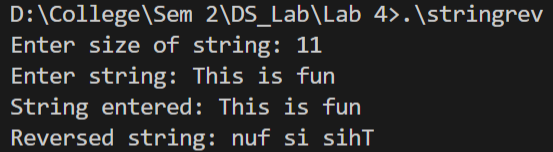 D:\College\Sem 2\DS_Lab\Lab 4>.\stringrev
Enter size of string: 11
Enter string: This is fun
String entered: This is fun
Reversed string: nuf si sihT